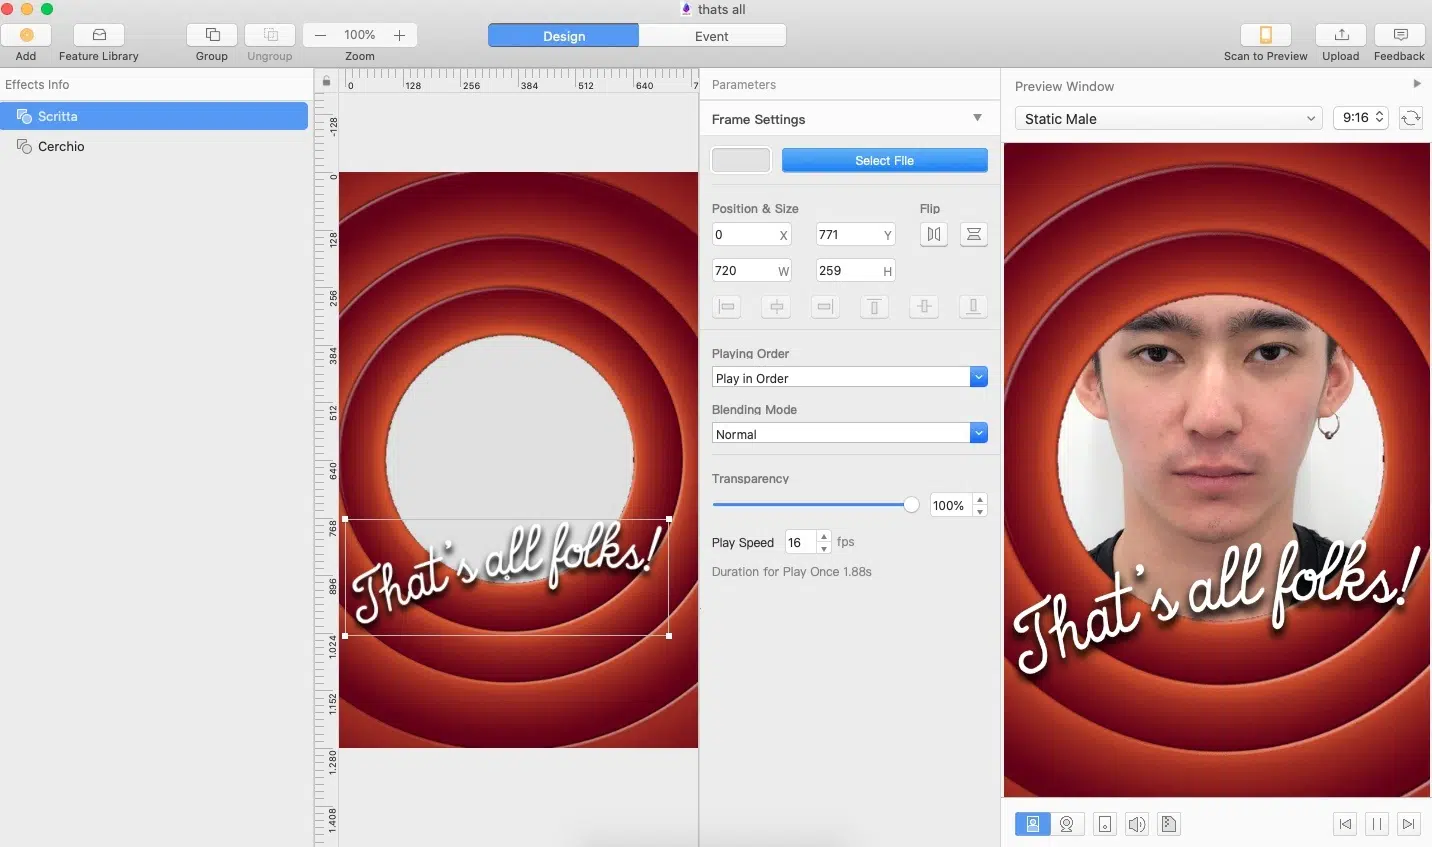 thats all
Add
Feature Library
Group
Ungroup
100%
Zoom
Design
Event
Scan to Preview
Upload
Feedback
Effects Info
Scritta
Cerchio
0 128 256 384 512 640 7
-128
0
128
256
384
512
640
768
896
1.024
1.152
1.280
1.408
That's all folks!
Parameters
Frame Settings
Select File
Position & Size
Flip
0 X
771 Y
720 W
259 H
Playing Order
Play in Order
Blending Mode
Normal
Transparency
100%
Play Speed 16 fps
Duration for Play Once 1.88s
Preview Window
Static Male
9:16
That's all folks!